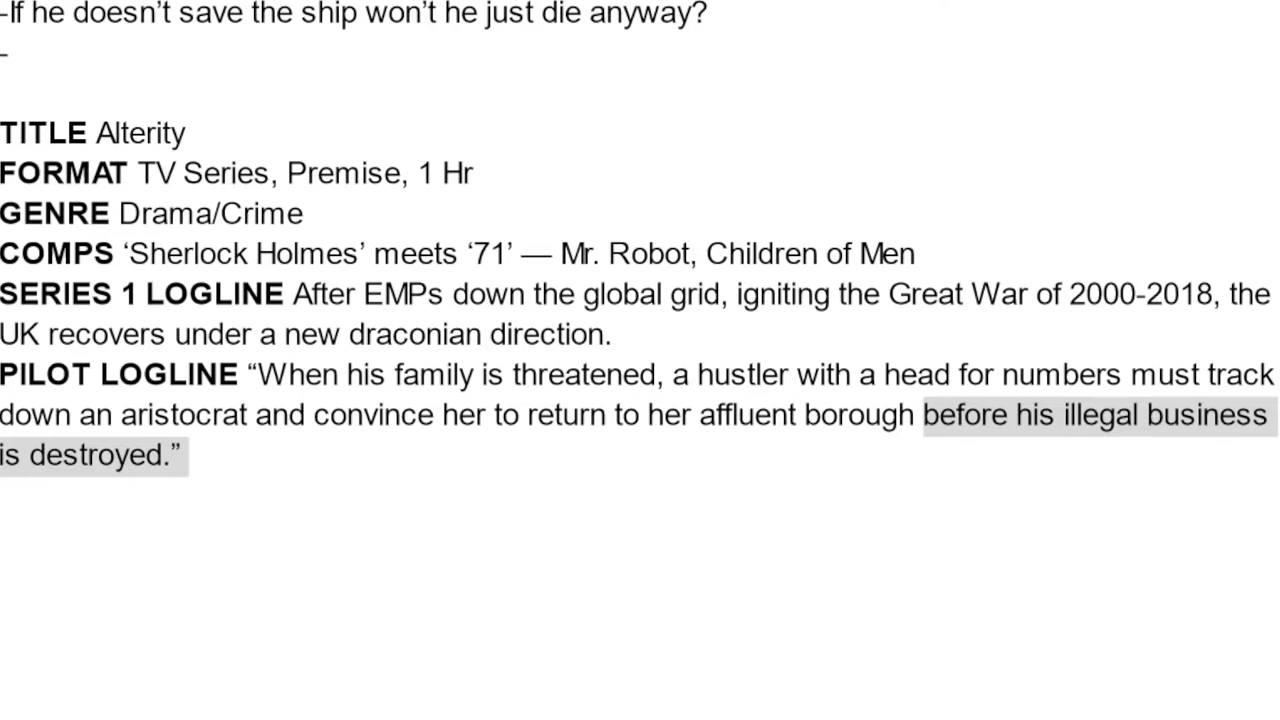 -If he doesn’t save the ship won’t he just die anyway?
-
TITLE Alterity
FORMAT TV Series, Premise, 1 Hr
GENRE Drama/Crime
COMPS ‘Sherlock Holmes’ meets ‘71’ — Mr. Robot, Children of Men
SERIES 1 LOGLINE After EMPs down the global grid, igniting the Great War of 2000-2018, the
UK recovers under a new draconian direction.
PILOT LOGLINE “When his family is threatened, a hustler with a head for numbers must track
down an aristocrat and convince her to return to her affluent borough before his illegal business
is destroyed.”